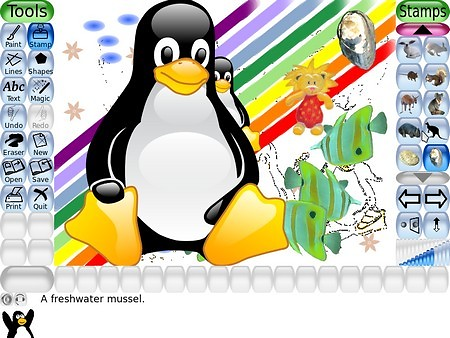 Tools
Stamps
Paint
Stamp
Lines
Shapes
Abc
Text
Magic
Undo
Redo
Eraser
New
Open
Save
Print
Quit
A freshwater mussel.